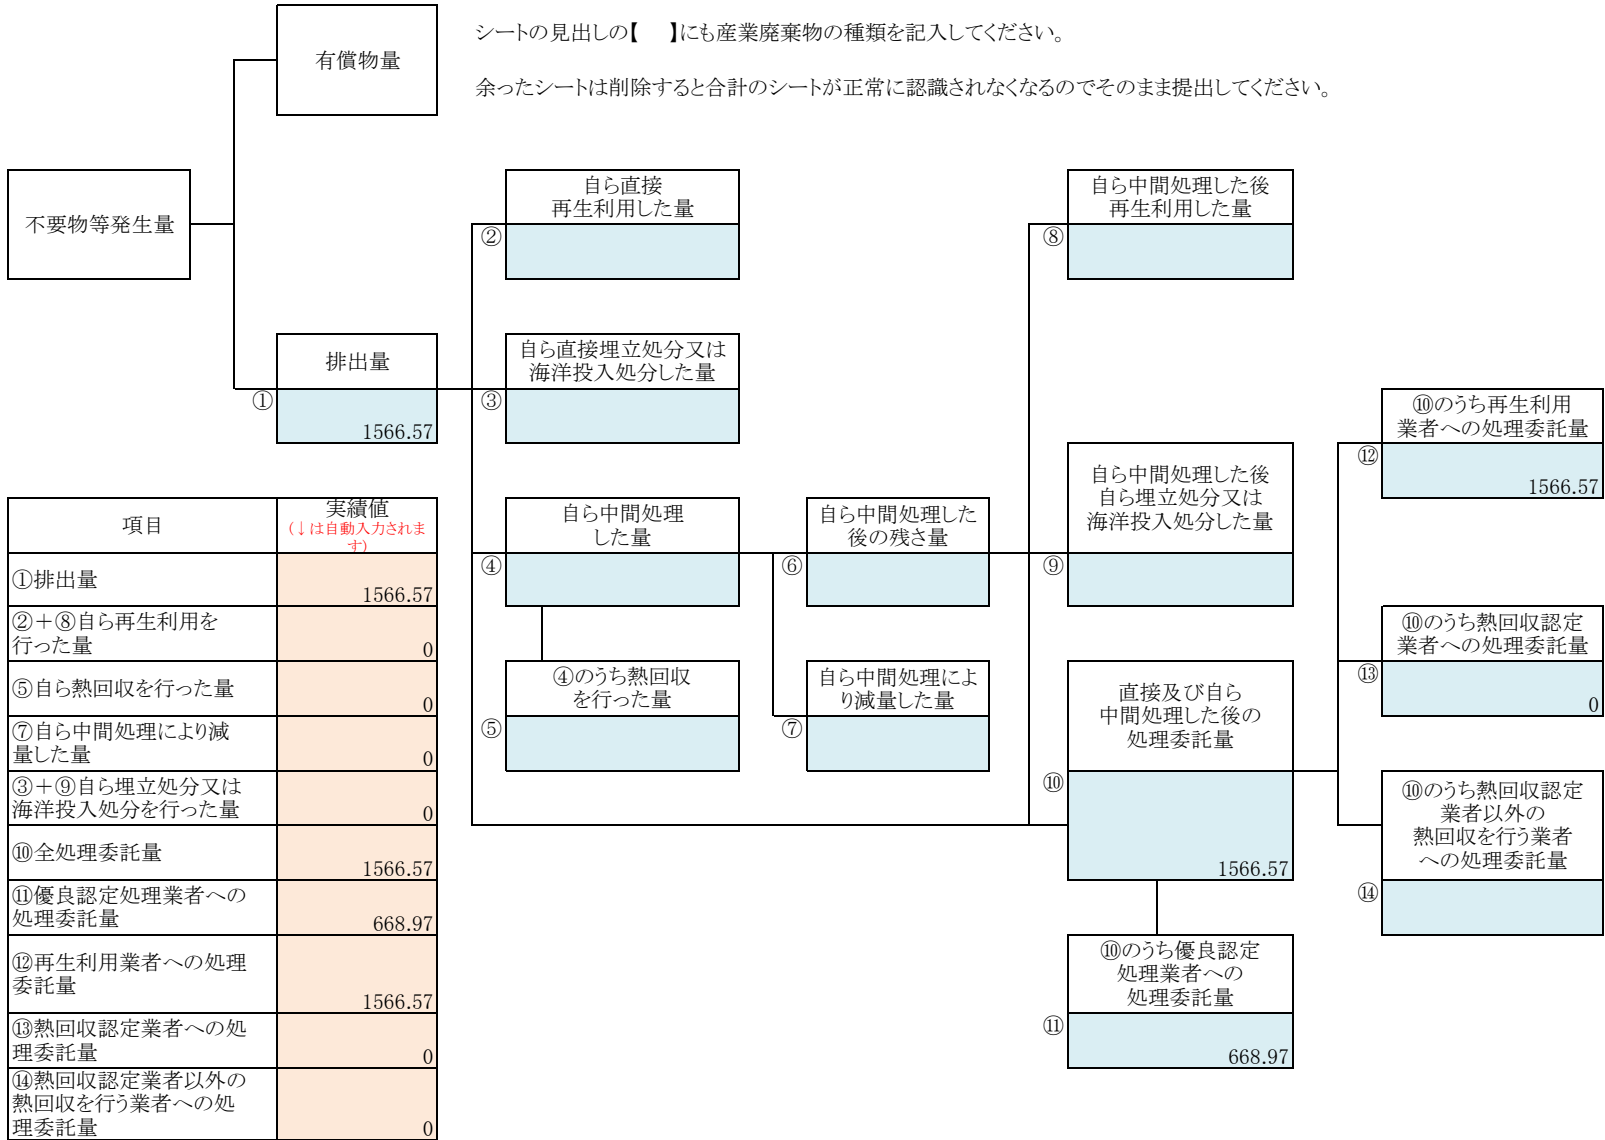 有償物量
シートの見出しの【　】にも産業廃棄物の種類を記入してください。
余ったシートは削除すると合計のシートが正常に認識されなくなるのでそのまま提出してください。
不要物等発生量
自ら直接
再生利用した量
②
自ら中間処理した後
再生利用した量
⑧
排出量
①
1566.57
自ら直接埋立処分又は
海洋投入処分した量
③
⑩のうち再生利用
業者への処理委託量
⑫
1566.57
自ら中間処理
した量
④
自ら中間処理した
後の残さ量
⑥
自ら中間処理した後
自ら埋立処分又は
海洋投入処分した量
⑨
⑩のうち熱回収認定
業者への処理委託量
⑬
0
④のうち熱回収
を行った量
⑤
自ら中間処理によ
り減量した量
⑦
直接及び自ら
中間処理した後の
処理委託量
⑩
1566.57
⑩のうち熱回収認定
業者以外の
熱回収を行う業者
への処理委託量
⑭
⑩のうち優良認定
処理業者への
処理委託量
⑪
668.97
項目
実績値
(↓は自動入力されま
す)
①排出量
1566.57
②＋⑧自ら再生利用を
行った量
0
⑤自ら熱回収を行った量
0
⑦自ら中間処理により減
量した量
0
③＋⑨自ら埋立処分又は
海洋投入処分を行った量
0
⑩全処理委託量
1566.57
⑪優良認定処理業者への
処理委託量
668.97
⑫再生利用業者への処理
委託量
1566.57
⑬熱回収認定業者への処
理委託量
0
⑭熱回収認定業者以外の
熱回収を行う業者への処
理委託量
0